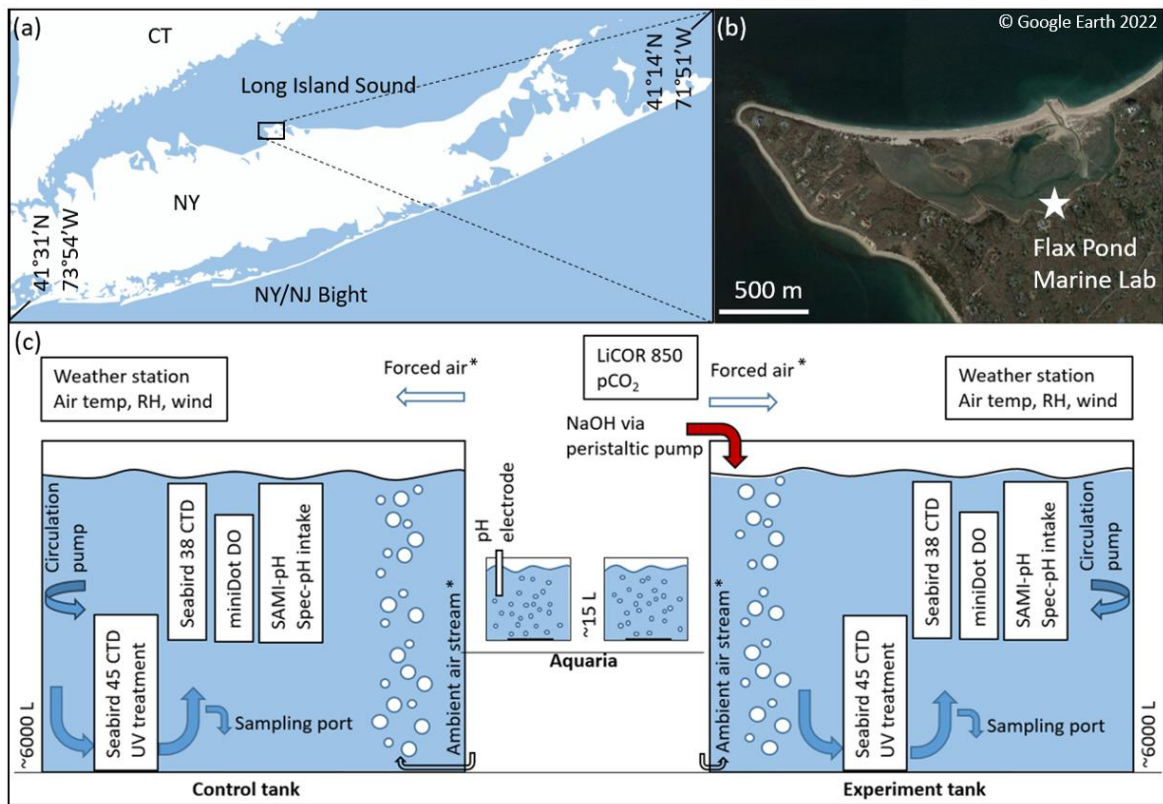 (a)
CT
Long Island Sound
NY
NY/NJ Bight
41°31’N
73°54’W
41°14’N
71°51’W
(b)
© Google Earth 2022
Flax Pond
Marine Lab
500 m
(c)
Weather station
Air temp, RH, wind
Forced air*
LiCOR 850
pCO₂
Forced air*
Weather station
Air temp, RH, wind
NaOH via
peristaltic pump
Circulation
pump
Seabird 45 CTD
UV treatment
Seabird 38 CTD
miniDot DO
SAMI-pH
Spec-pH intake
Sampling port
Ambient air stream*
~6000 L
Control tank
pH
electrode
~15 L
Aquaria
Ambient air stream*
Seabird 45 CTD
UV treatment
Seabird 38 CTD
miniDot DO
SAMI-pH
Spec-pH intake
Circulation
pump
Sampling port
~6000 L
Experiment tank